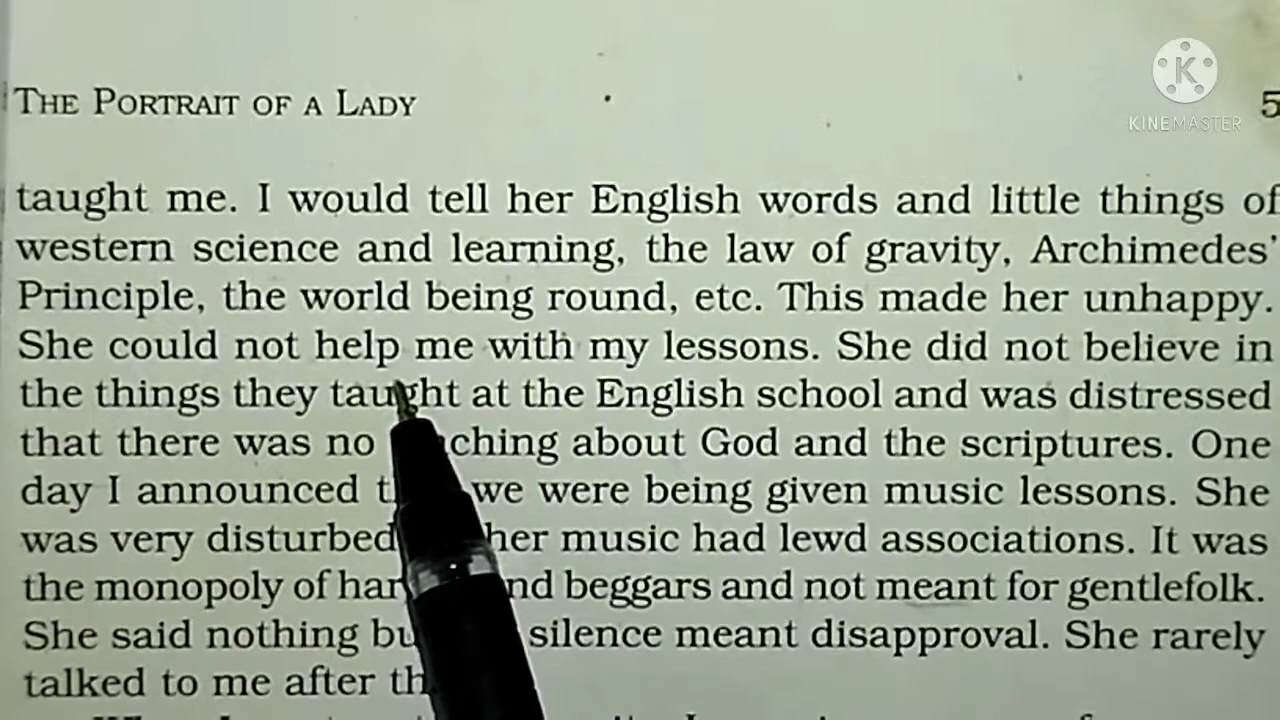 THE PORTRAIT OF A LADY 5
K
KINEMASTER
taught me. I would tell her English words and little things of
western science and learning, the law of gravity, Archimedes'
Principle, the world being round, etc. This made her unhappy.
She could not help me with my lessons. She did not believe in
the things they taught at the English school and was distressed
that there was no ching about God and the scriptures. One
day I announced we were being given music lessons. She
was very disturbed her music had lewd associations. It was
the monopoly of har nd beggars and not meant for gentlefolk.
She said nothing bu silence meant disapproval. She rarely
talked to me after th